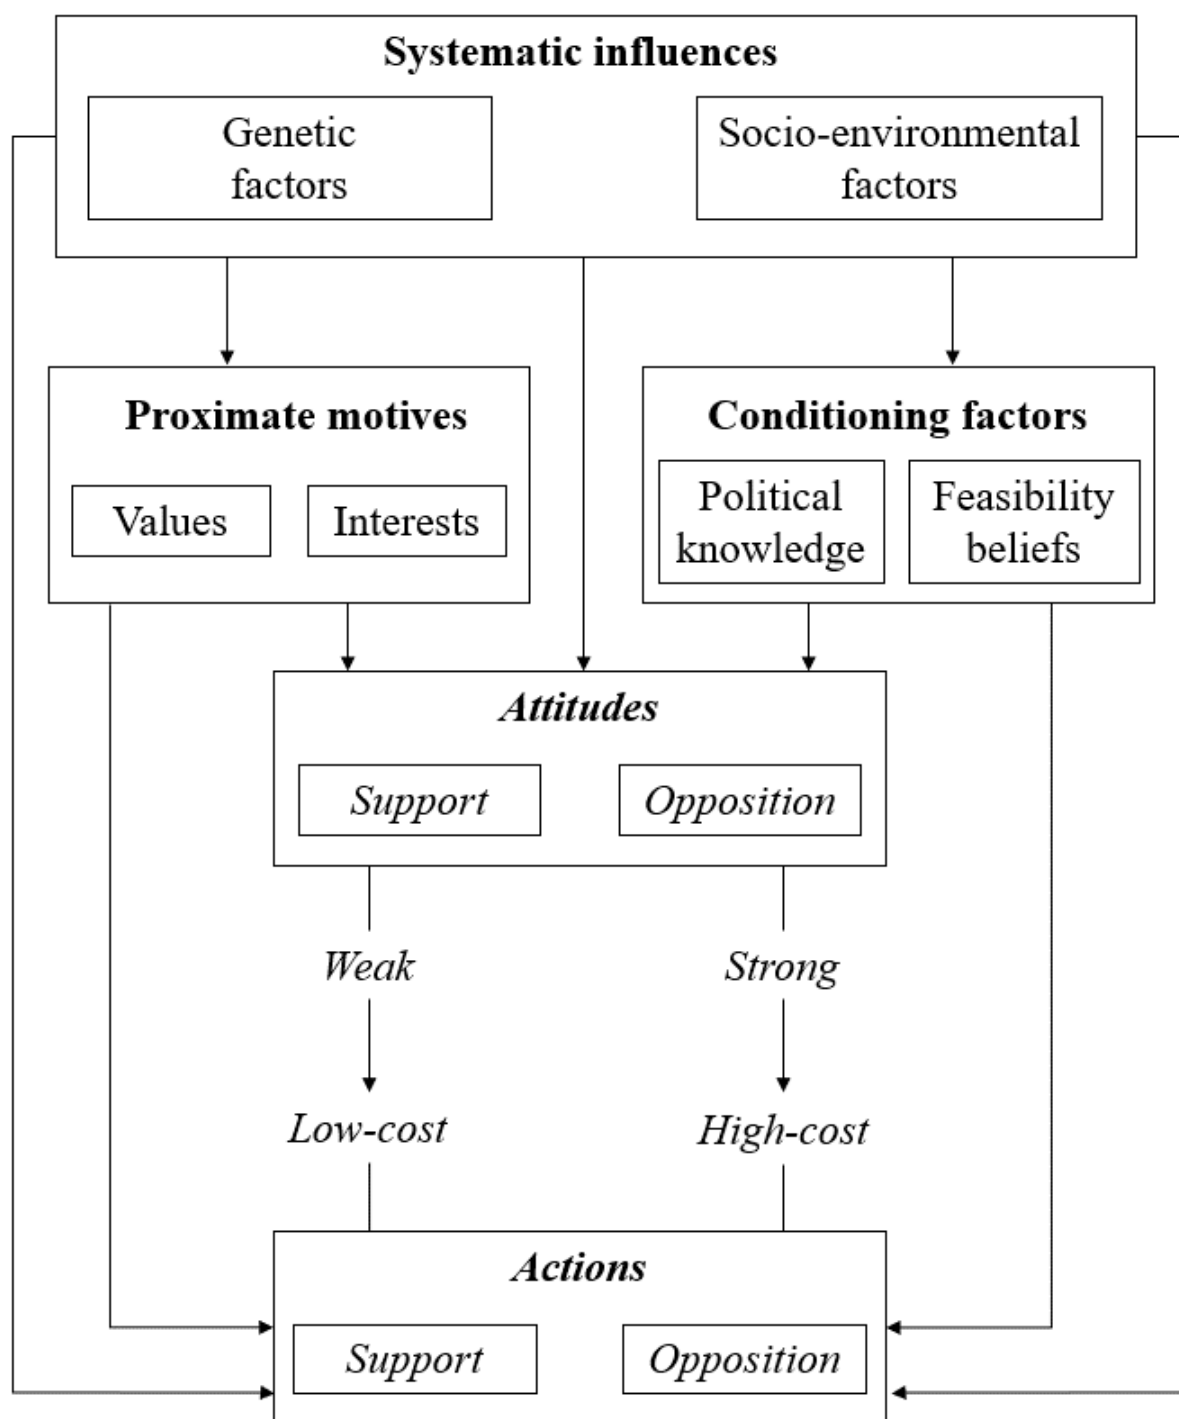 Systematic influences
Genetic
factors
Socio-environmental
factors
Proximate motives
Values
Interests
Conditioning factors
Political
knowledge
Feasibility
beliefs
Attitudes
Support
Opposition
Weak
Strong
Low-cost
High-cost
Actions
Support
Opposition